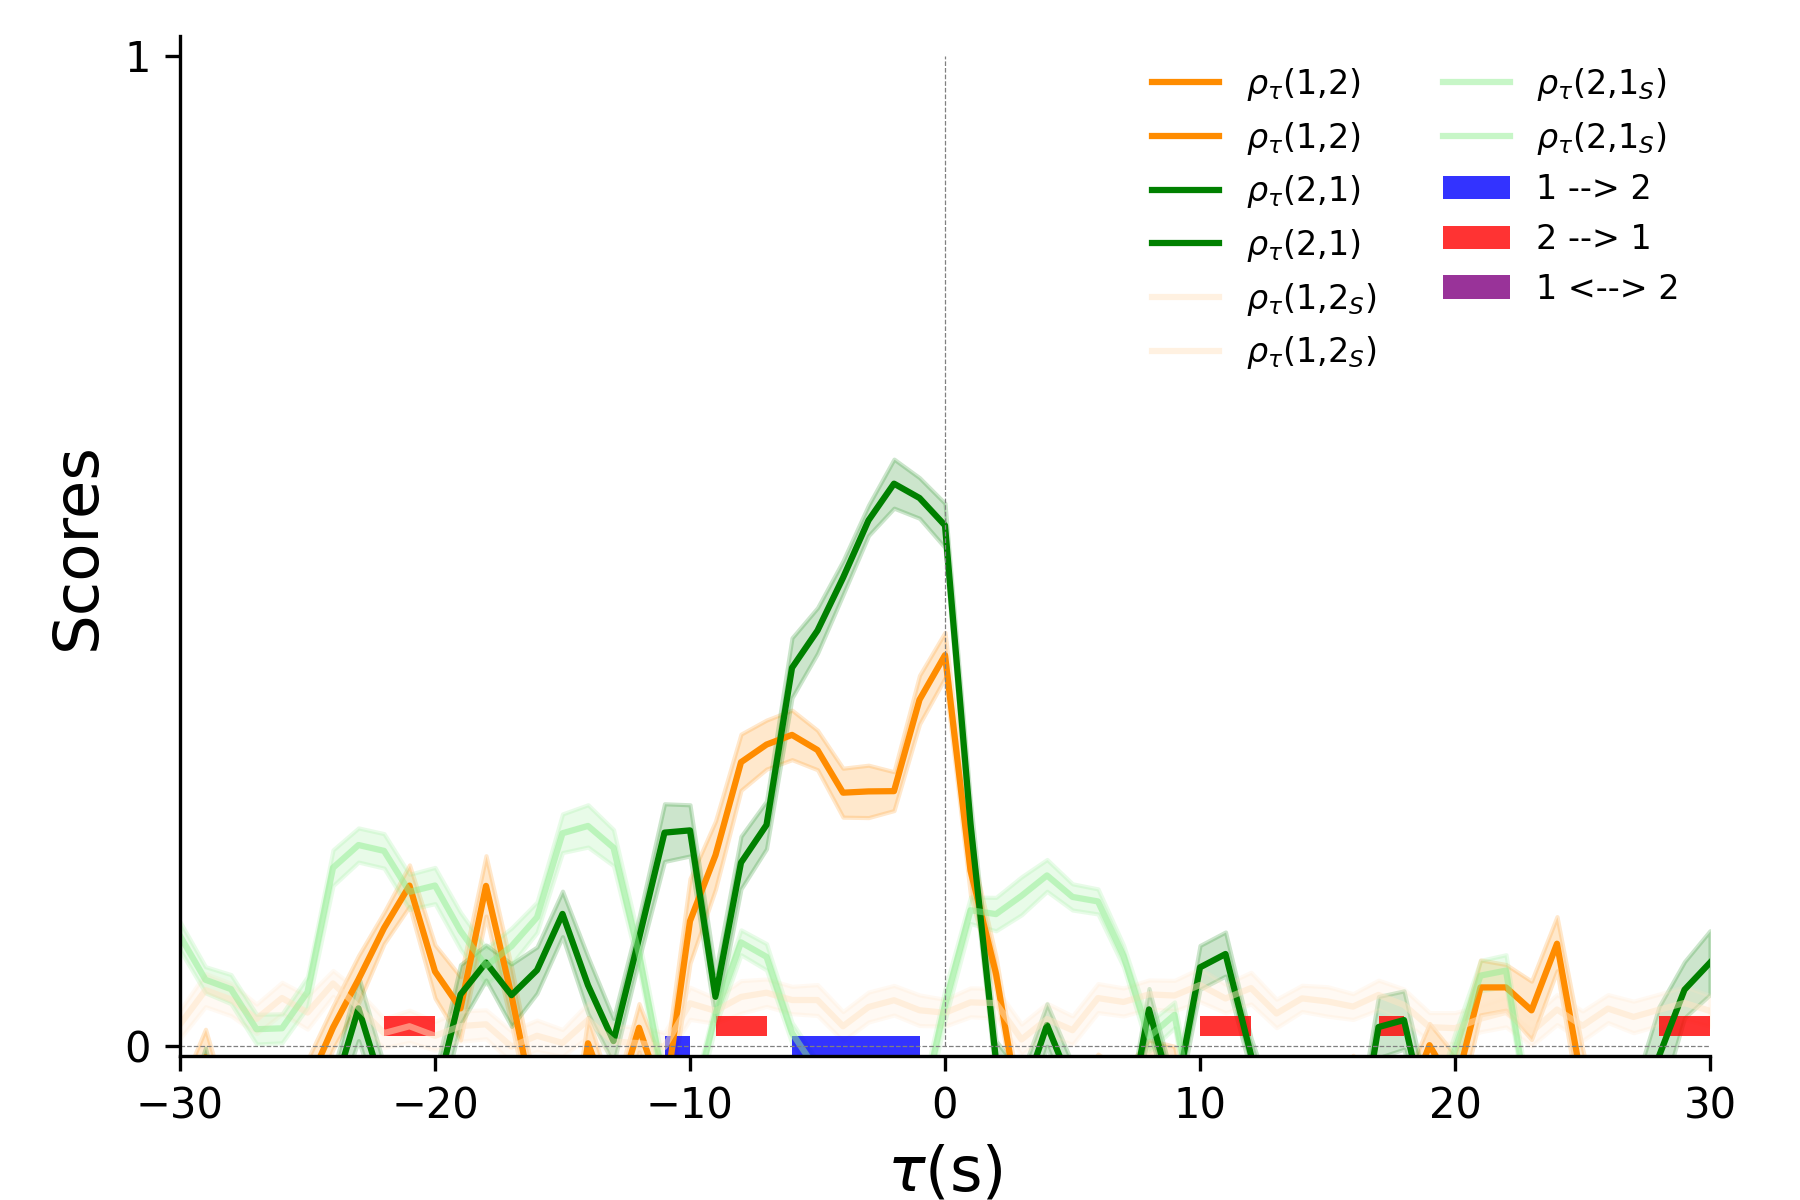 1
Scores
0
ρτ(1,2)
ρτ(1,2)
ρτ(2,1)
ρτ(2,1)
ρτ(1,2S)
ρτ(1,2S)
ρτ(2,1S)
ρτ(2,1S)
1 --> 2
2 --> 1
1 <--> 2
−30 −20 −10 0 10 20 30
τ(s)